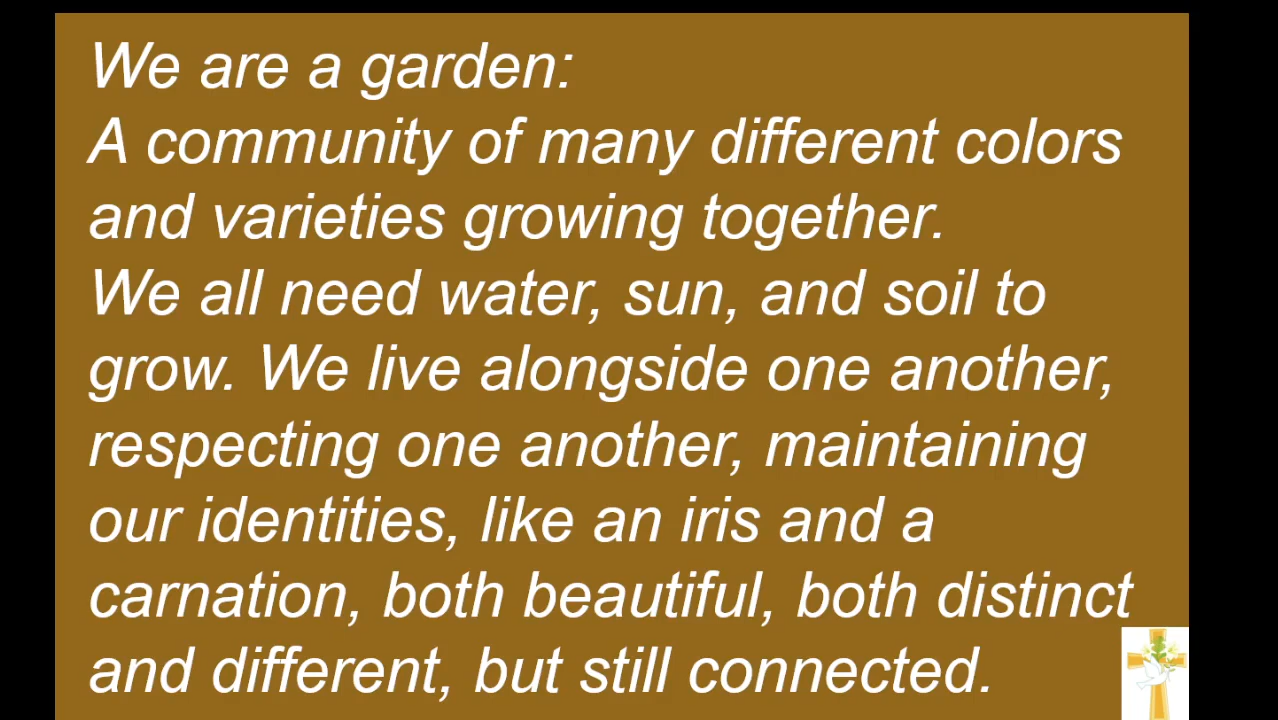 We are a garden:
A community of many different colors
and varieties growing together.
We all need water, sun, and soil to
grow. We live alongside one another,
respecting one another, maintaining
our identities, like an iris and a
carnation, both beautiful, both distinct
and different, but still connected.